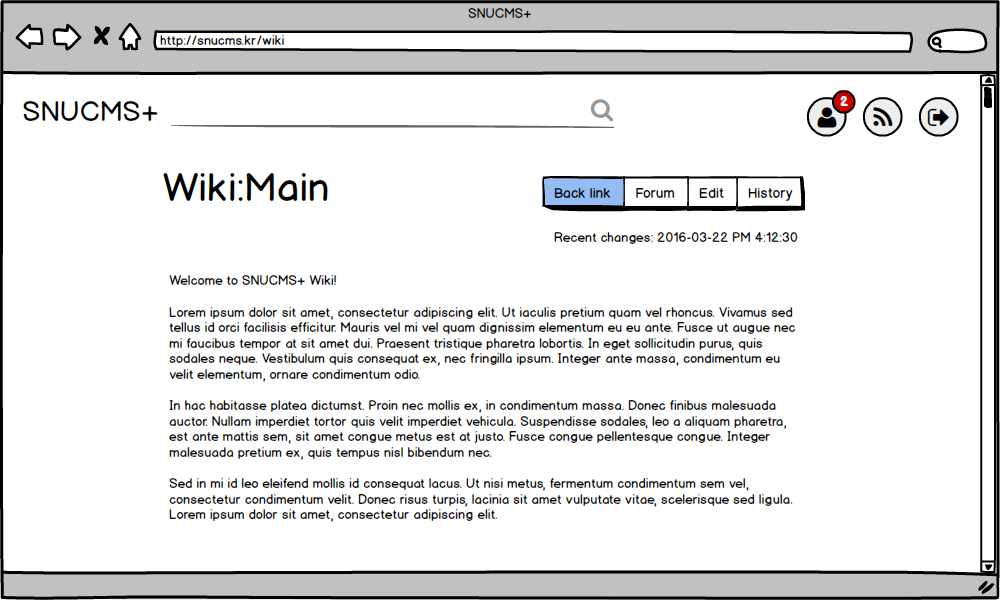 SNUCMS+
http://snucms.kr/wiki
SNUCMS+
2
Wiki:Main
Back link Forum Edit History
Recent changes: 2016-03-22 PM 4:12:30
Welcome to SNUCMS+ Wiki!
Lorem ipsum dolor sit amet, consectetur adipiscing elit. Ut iaculis pretium quam vel rhoncus. Vivamus sed
tellus id orci facilisis efficitur. Mauris vel mi vel quam dignissim elementum eu eu ante. Fusce ut augue nec
mi faucibus tempor at sit amet dui. Praesent tristique pharetra lobortis. In eget sollicitudin purus, quis
sodales neque. Vestibulum quis consequat ex, nec fringilla ipsum. Integer ante massa, condimentum eu
velit elementum, ornare condimentum odio.
In hac habitasse platea dictumst. Proin nec mollis ex, in condimentum massa. Donec finibus malesuada
auctor. Nullam imperdiet tortor quis velit imperdiet vehicula. Suspendisse sodales, leo a aliquam pharetra,
est ante mattis sem, sit amet congue metus est at justo. Fusce congue pellentesque congue. Integer
malesuada pretium ex, quis tempus nisl bibendum nec.
Sed in mi id leo eleifend mollis id consequat lacus. Ut nisi metus, fermentum condimentum sem vel,
consectetur condimentum velit. Donec risus turpis, lacinia sit amet vulputate vitae, scelerisque sed ligula.
Lorem ipsum dolor sit amet, consectetur adipiscing elit.